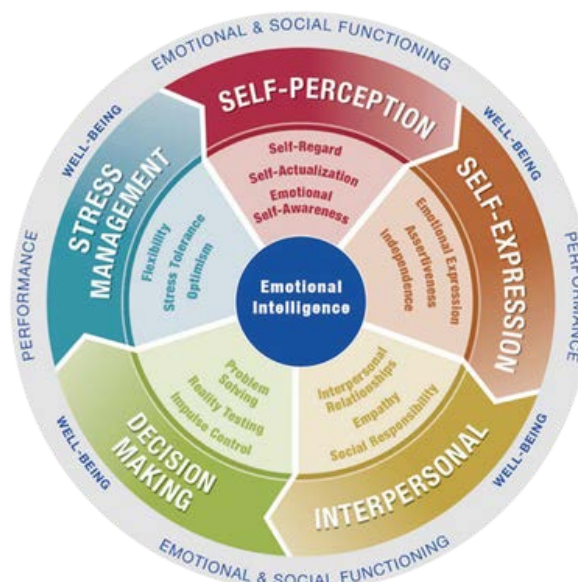 EMOTIONAL & SOCIAL FUNCTIONING
WELL-BEING
WELL-BEING
PERFORMANCE
PERFORMANCE
WELL-BEING
WELL-BEING
EMOTIONAL & SOCIAL FUNCTIONING
SELF-PERCEPTION
Self-Regard
Self-Actualization
Emotional
Self-Awareness
SELF-EXPRESSION
Emotional Expression
Assertiveness
Independence
INTERPERSONAL
Interpersonal
Relationships
Empathy
Social Responsibility
DECISION
MAKING
Problem
Solving
Reality Testing
Impulse Control
STRESS
MANAGEMENT
Flexibility
Stress Tolerance
Optimism
Emotional
Intelligence